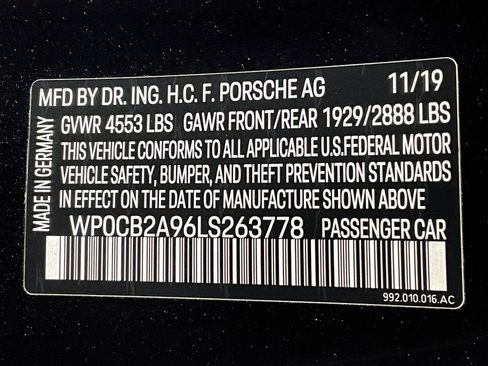 MFD BY DR. ING. H.C. F. PORSCHE AG 11/19
GVWR 4553 LBS GAWR FRONT/REAR 1929/2888 LBS
THIS VEHICLE CONFORMS TO ALL APPLICABLE U.S.FEDERAL MOTOR
VEHICLE SAFETY, BUMPER, AND THEFT PREVENTION STANDARDS
IN EFFECT ON THE DATE OF MANUFACTURE SHOWN ABOVE
WP0CB2A96LS263778 PASSENGER CAR
992.010.016.AC
MADE IN GERMANY